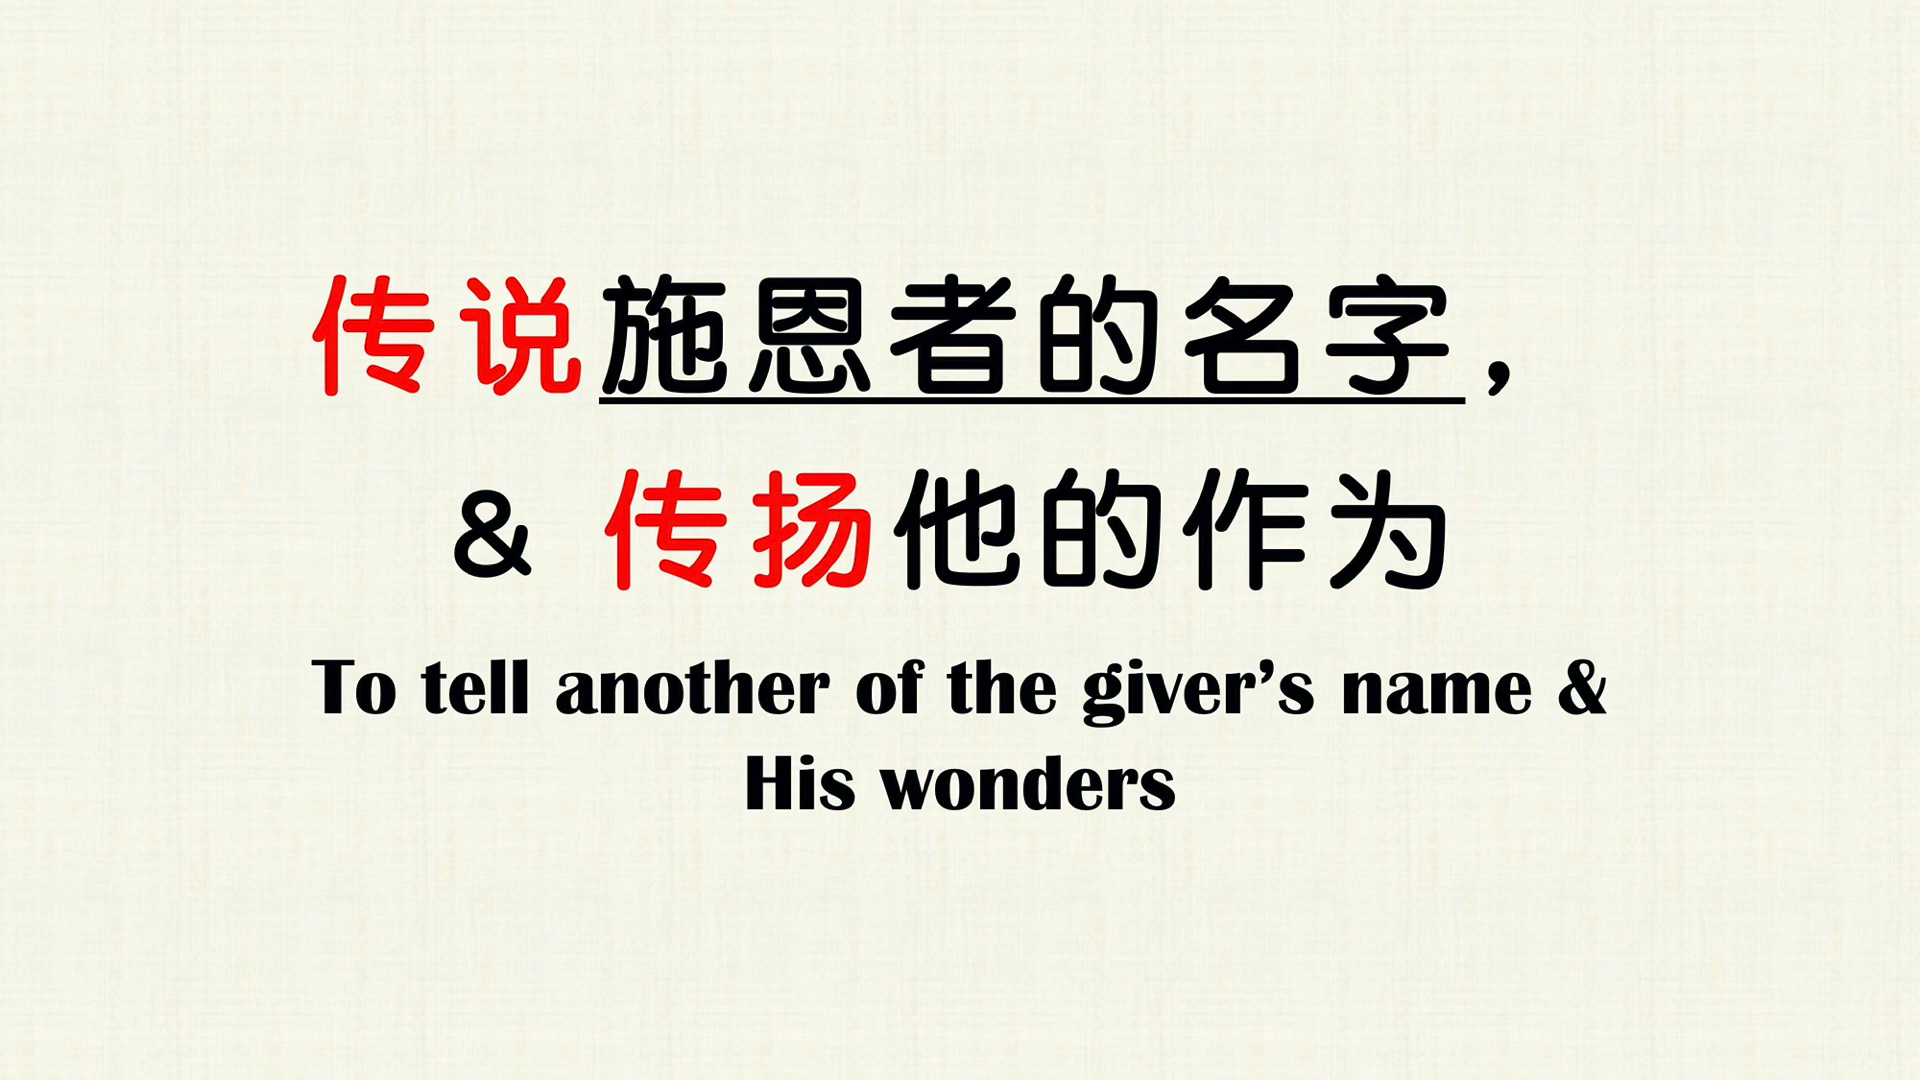 传说施恩者的名字，
& 传扬他的作为
To tell another of the giver’s name &
His wonders